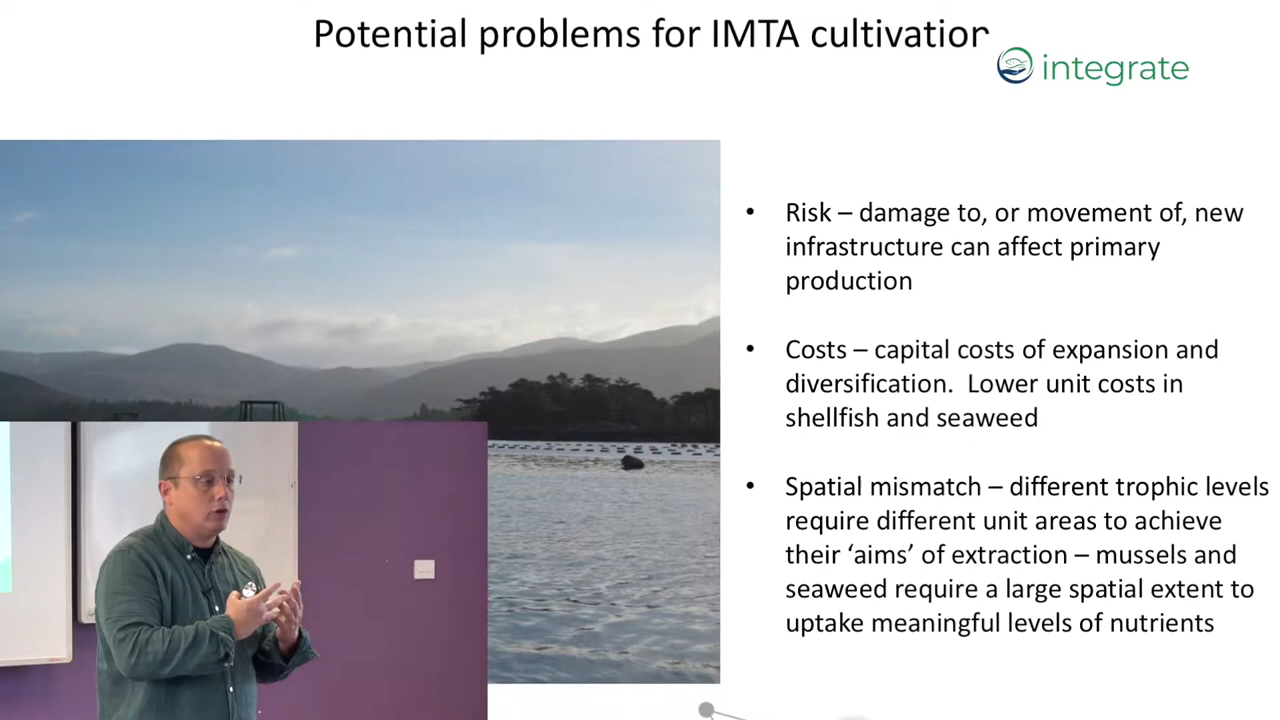 Potential problems for IMTA cultivation
integrate
• Risk – damage to, or movement of, new
infrastructure can affect primary
production
• Costs – capital costs of expansion and
diversification. Lower unit costs in
shellfish and seaweed
• Spatial mismatch – different trophic levels
require different unit areas to achieve
their ‘aims’ of extraction – mussels and
seaweed require a large spatial extent to
uptake meaningful levels of nutrients